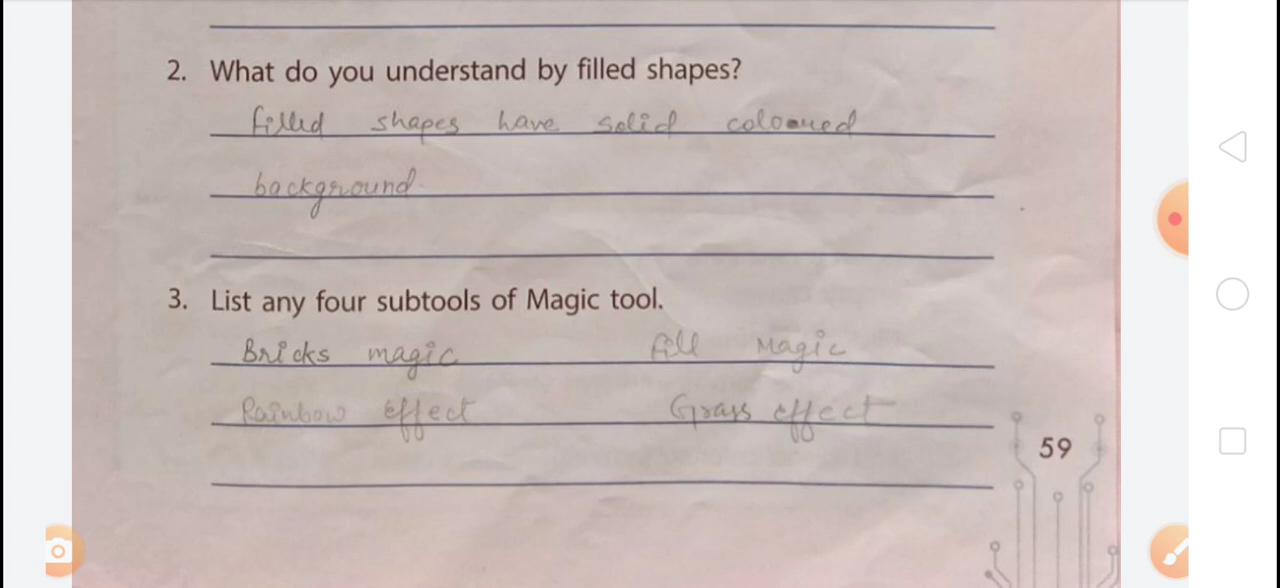 2. What do you understand by filled shapes?
filled shapes have solid coloured
background.
3. List any four subtools of Magic tool.
Bricks magic fill Magic
Rainbow effect Grass effect
59